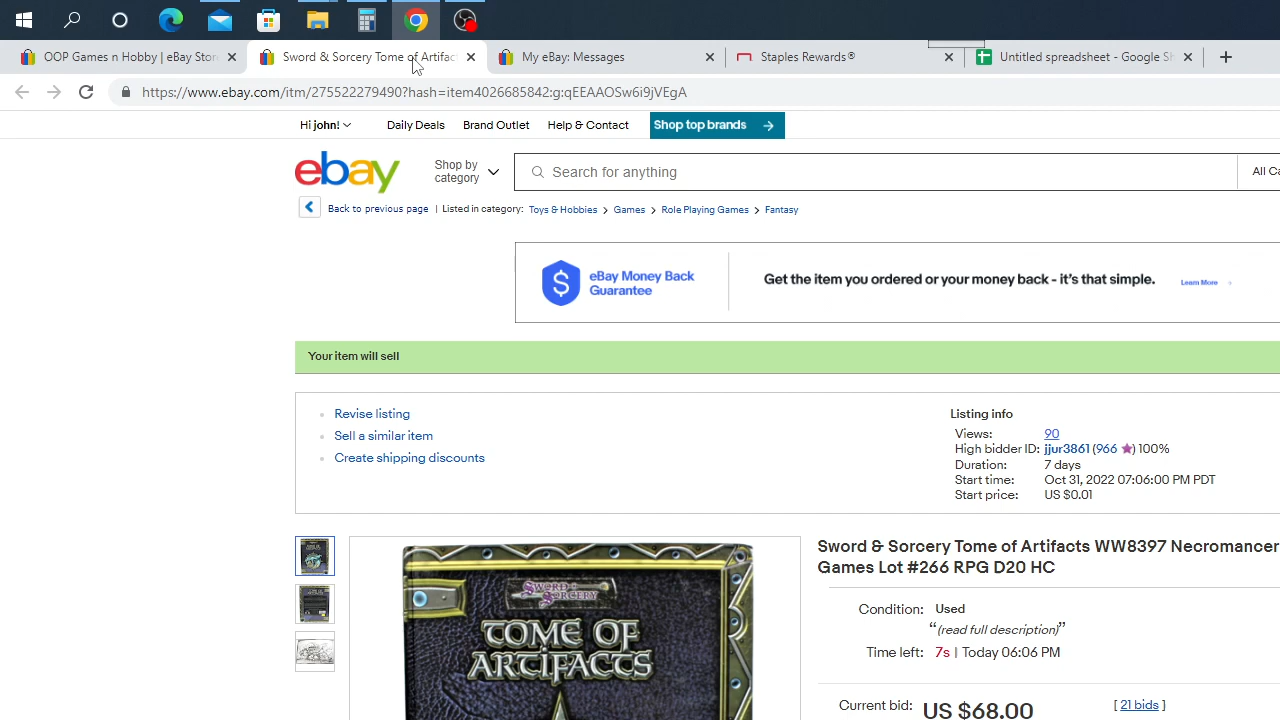 OOP Games n Hobby | eBay Stor
Sword & Sorcery Tome of Artifact
My eBay: Messages
Staples Rewards®
Untitled spreadsheet - Google Sh
https://www.ebay.com/itm/275522279490?hash=item4026685842:g:qEEAAOSw6i9jVEgA
Hi john!
Daily Deals
Brand Outlet
Help & Contact
Shop top brands
ebay
Shop by
category
Search for anything
All Ca
Back to previous page | Listed in category: Toys & Hobbies > Games > Role Playing Games > Fantasy
eBay Money Back
Guarantee
Get the item you ordered or your money back - it's that simple.
Learn More
Your item will sell
Revise listing
Sell a similar item
Create shipping discounts
Listing info
Views: 90
High bidder ID: jjur3861 (966 ★) 100%
Duration: 7 days
Start time: Oct 31, 2022 07:06:00 PM PDT
Start price: US $0.01
Sword & Sorcery Tome of Artifacts WW8397 Necromancer
Games Lot #266 RPG D20 HC
Condition: Used
“(read full description)”
Time left: 7s | Today 06:06 PM
Current bid: US $68.00 [ 21 bids ]
SWORD & SORCERY
TOME OF
ARTIFACTS